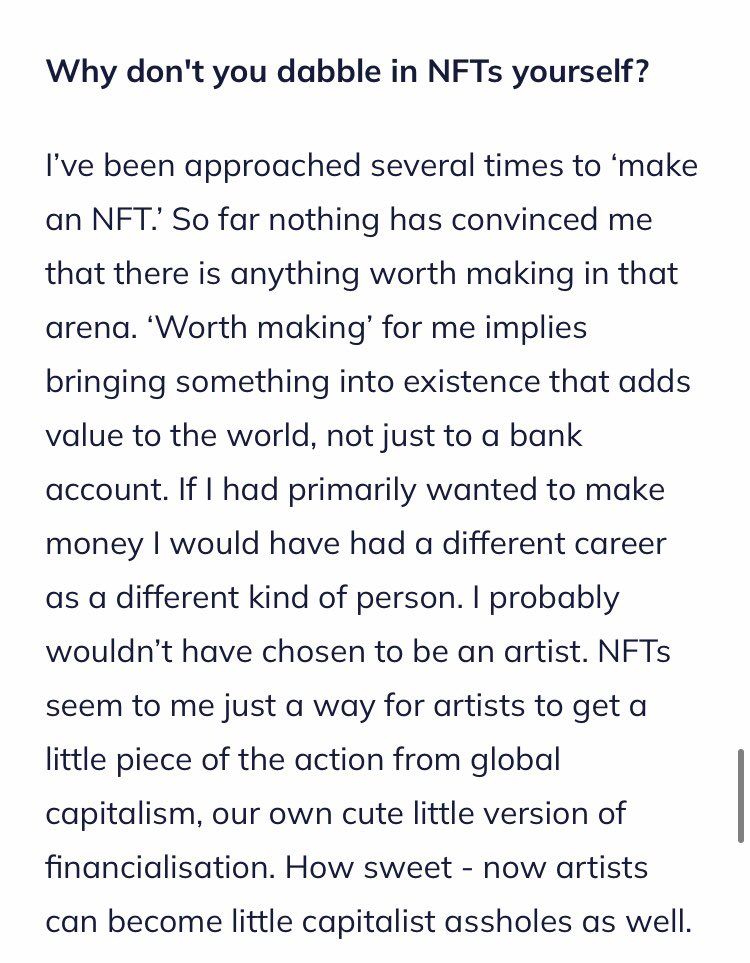 Why don't you dabble in NFTs yourself?
I’ve been approached several times to ‘make
an NFT.’ So far nothing has convinced me
that there is anything worth making in that
arena. ‘Worth making’ for me implies
bringing something into existence that adds
value to the world, not just to a bank
account. If I had primarily wanted to make
money I would have had a different career
as a different kind of person. I probably
wouldn’t have chosen to be an artist. NFTs
seem to me just a way for artists to get a
little piece of the action from global
capitalism, our own cute little version of
financialisation. How sweet - now artists
can become little capitalist assholes as well.